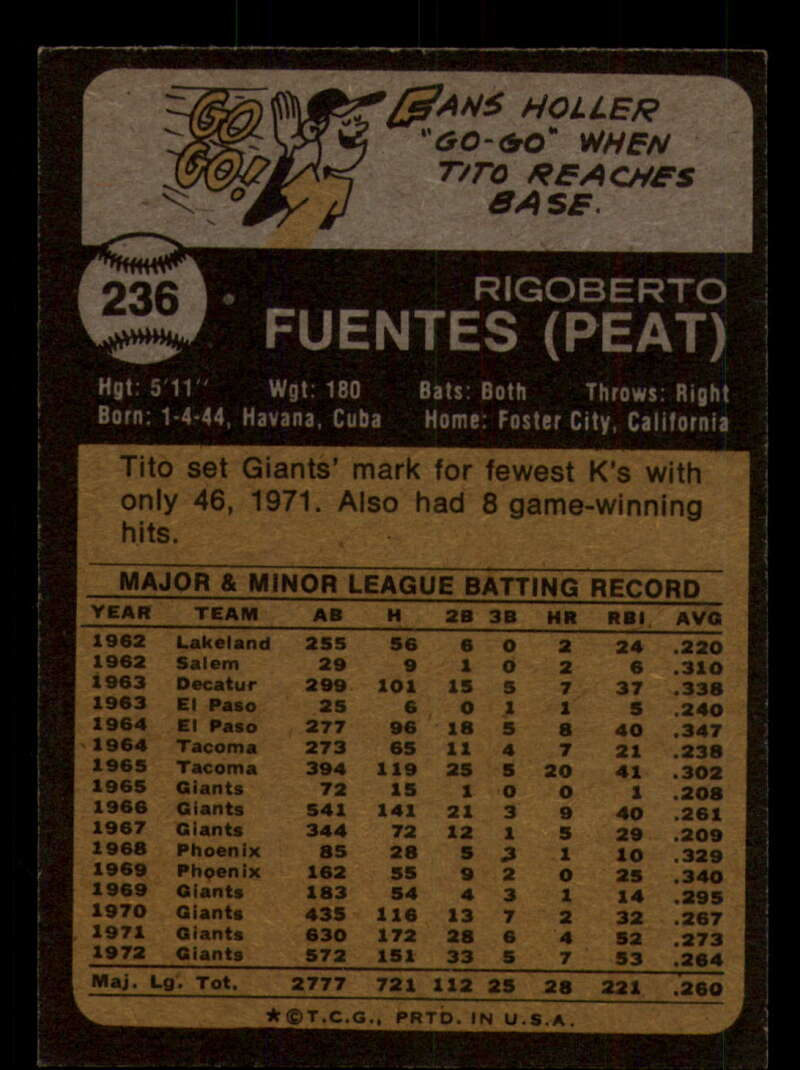 GO
GO!
FANS HOLLER
"GO-GO" WHEN
TITO REACHES
BASE.
236
RIGOBERTO
FUENTES (PEAT)
Hgt: 5'11" Wgt: 180 Bats: Both Throws: Right
Born: 1-4-44, Havana, Cuba Home: Foster City, California
Tito set Giants' mark for fewest K's with
only 46, 1971. Also had 8 game-winning
hits.
MAJOR & MINOR LEAGUE BATTING RECORD
YEAR TEAM AB H 2B 3B HR RBI AVG
1962 Lakeland 255 56 6 0 2 24 .220
1962 Salem 29 9 1 0 2 6 .310
1963 Decatur 299 101 15 5 7 37 .338
1963 El Paso 25 6 0 1 1 5 .240
1964 El Paso 277 96 18 5 8 40 .347
1964 Tacoma 273 65 11 4 7 21 .238
1965 Tacoma 394 119 25 5 20 41 .302
1965 Giants 72 15 1 0 0 1 .208
1966 Giants 541 141 21 3 9 40 .261
1967 Giants 344 72 12 1 5 29 .209
1968 Phoenix 85 28 5 3 1 10 .329
1969 Phoenix 162 55 9 2 0 25 .340
1969 Giants 183 54 4 3 1 14 .295
1970 Giants 435 116 13 7 2 32 .267
1971 Giants 630 172 28 6 4 52 .273
1972 Giants 572 151 33 5 7 53 .264
Maj. Lg. Tot. 2777 721 112 25 28 221 .260
★©T.C.G., PRTD. IN U.S.A.